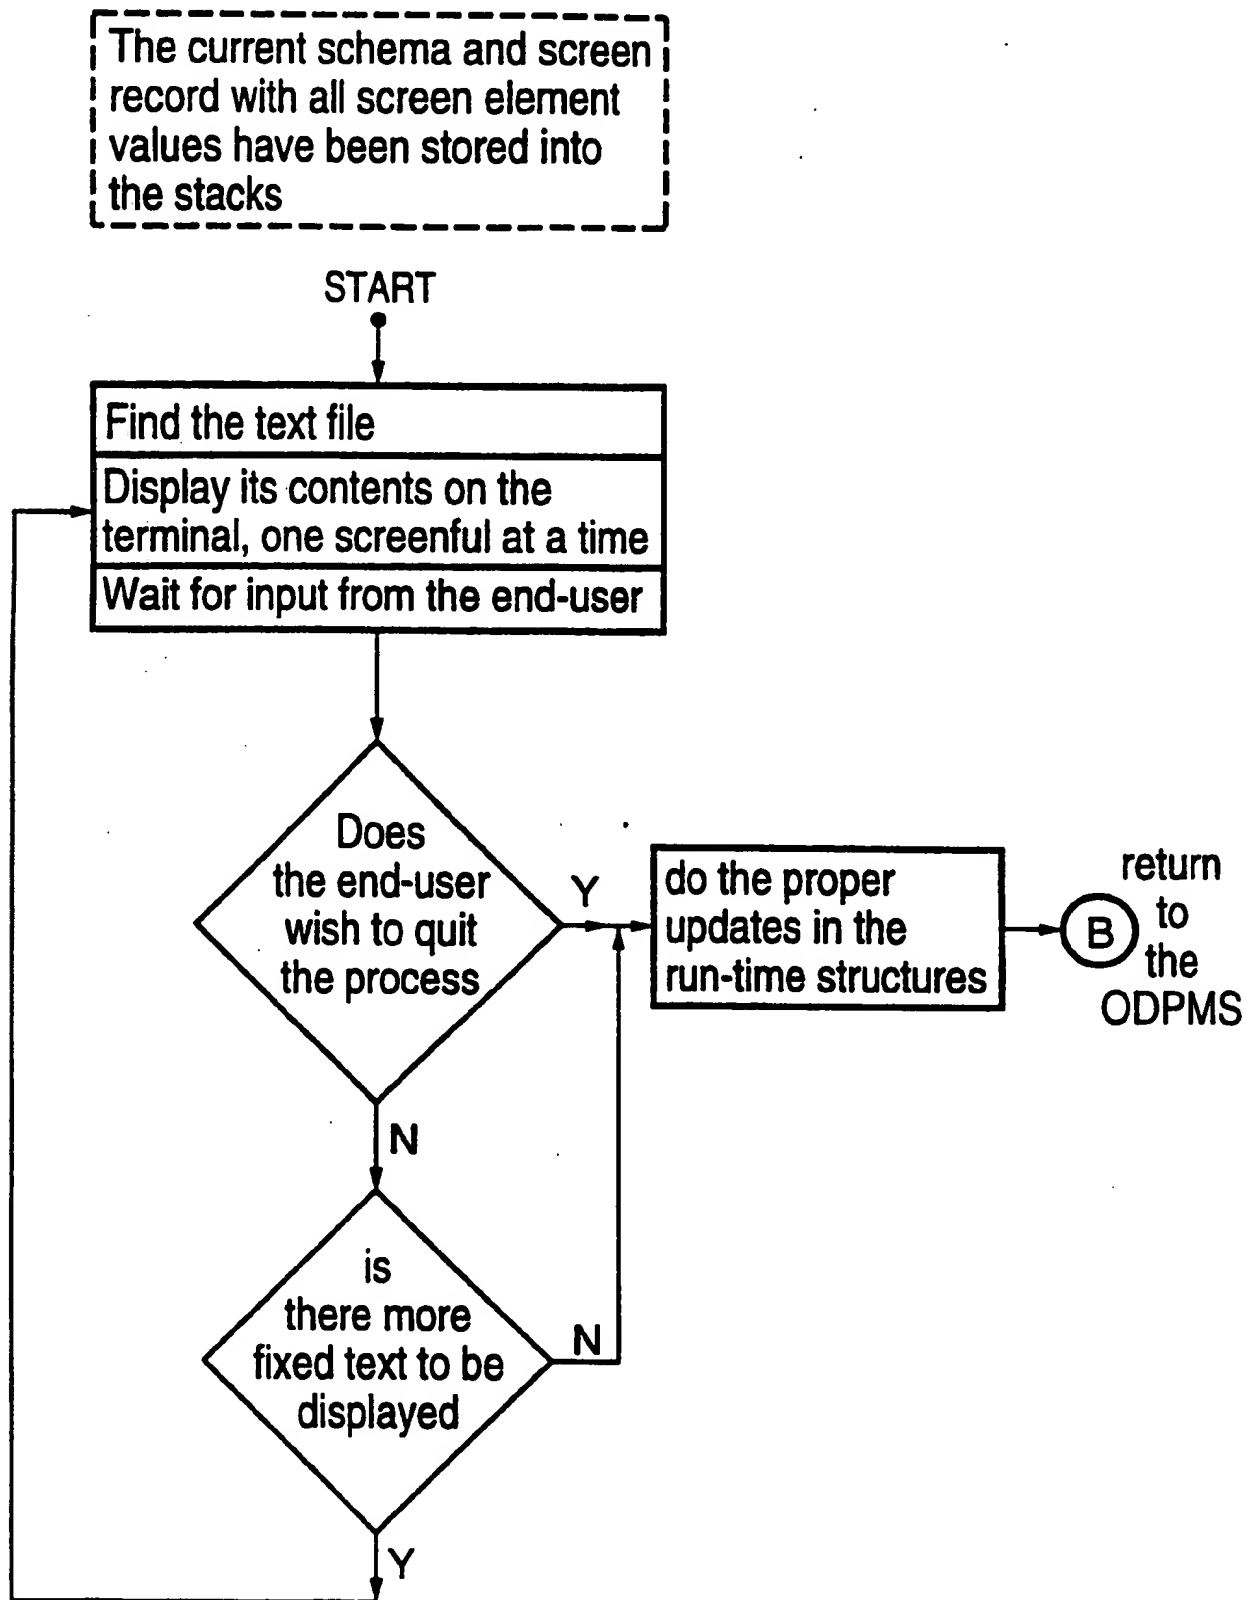 The current schema and screen
record with all screen element
values have been stored into
the stacks
START
Find the text file
Display its contents on the
terminal, one screenful at a time
Wait for input from the end-user
Does
the end-user
wish to quit
the process
Y
do the proper
updates in the
run-time structures
B
return
to
the
ODPMS
N
is
there more
fixed text to be
displayed
N
Y